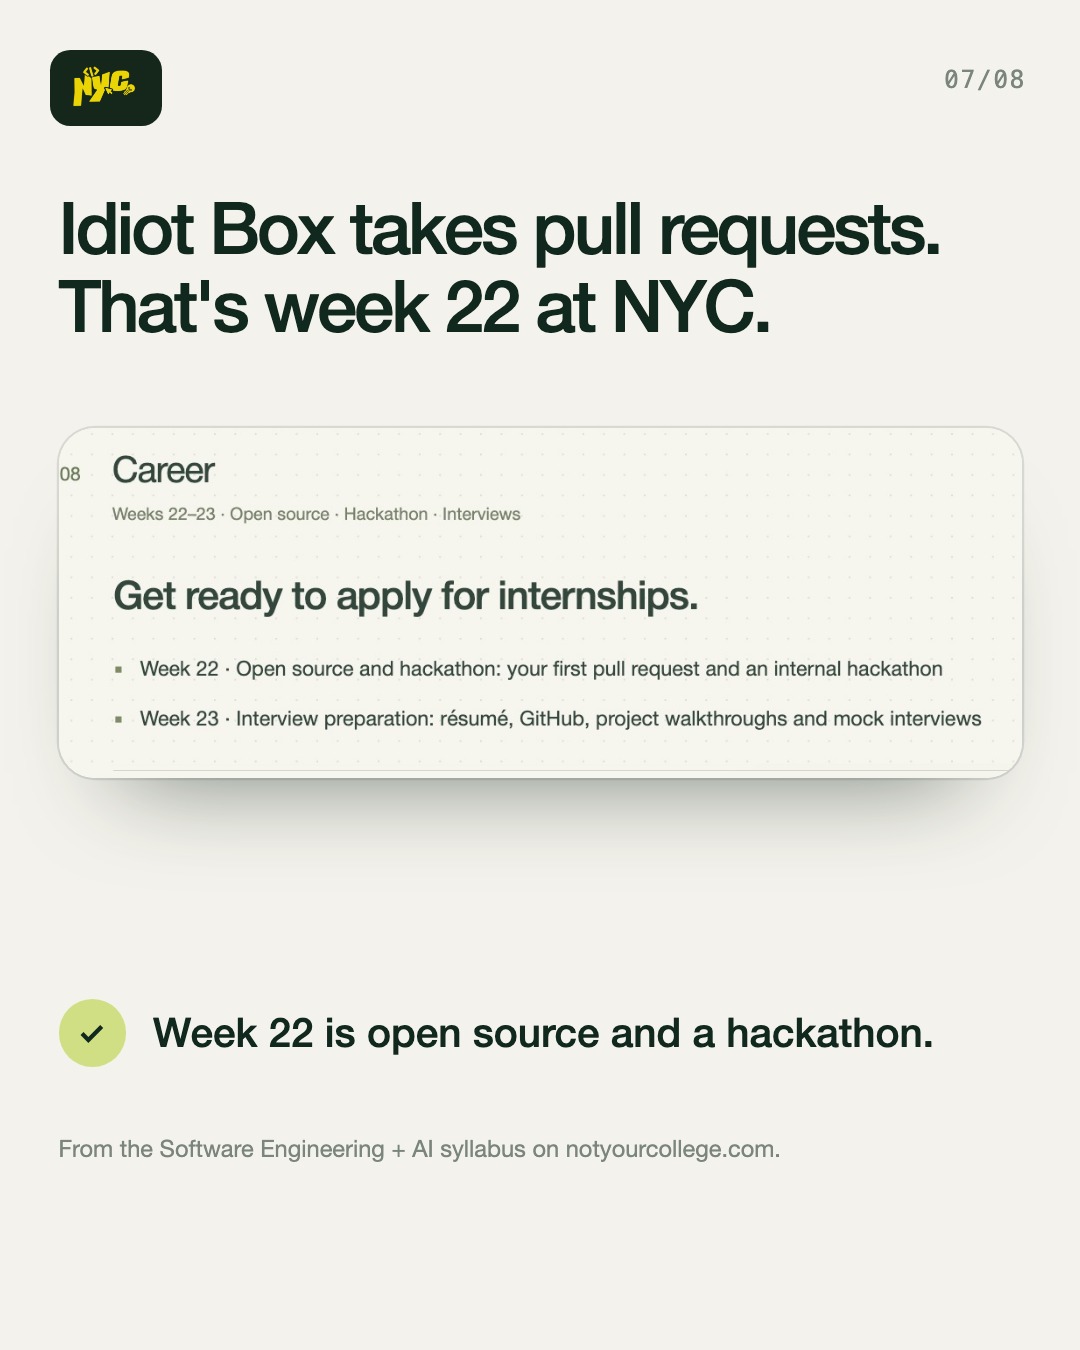 NYC
07/08
Idiot Box takes pull requests.
That's week 22 at NYC.
08 Career
Weeks 22–23 · Open source · Hackathon · Interviews
Get ready to apply for internships.
▪ Week 22 · Open source and hackathon: your first pull request and an internal hackathon
▪ Week 23 · Interview preparation: résumé, GitHub, project walkthroughs and mock interviews
Week 22 is open source and a hackathon.
From the Software Engineering + AI syllabus on notyourcollege.com.